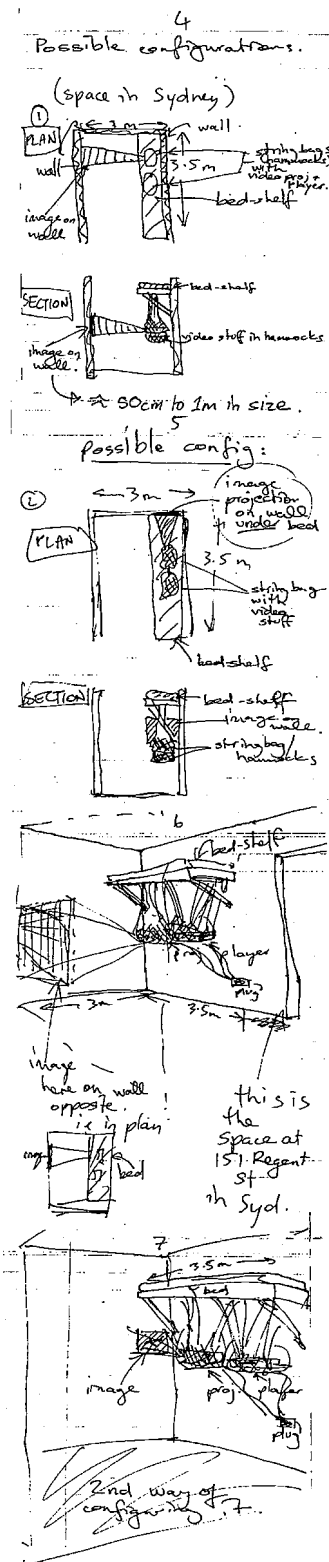 4
Possible configurations.
(space in Sydney)
1
3 m
wall
PLAN
wall
image on
wall
3.5 m
string bags
(hammocks)
with
video proj +
player.
bed-shelf
SECTION
bed-shelf
image on
wall.
video stuff in hammocks
50cm to 1m in size.
5
possible config:
2
3m
image
projection
on wall
under bed
PLAN
3.5 m
string bag
with
video
stuff
bed-shelf
SECTION
bed-shelf
image on
wall.
string bag/
hammocks
6
bed-shelf
proj
player
plug
3m
3.5m
image
here on wall
opposite.
ie in plan
image
bed
this is
the
space at
151 Regent
St
in Syd.
7
3.5m
bed
image
proj
player
plug
2nd way of
configuring.
7.